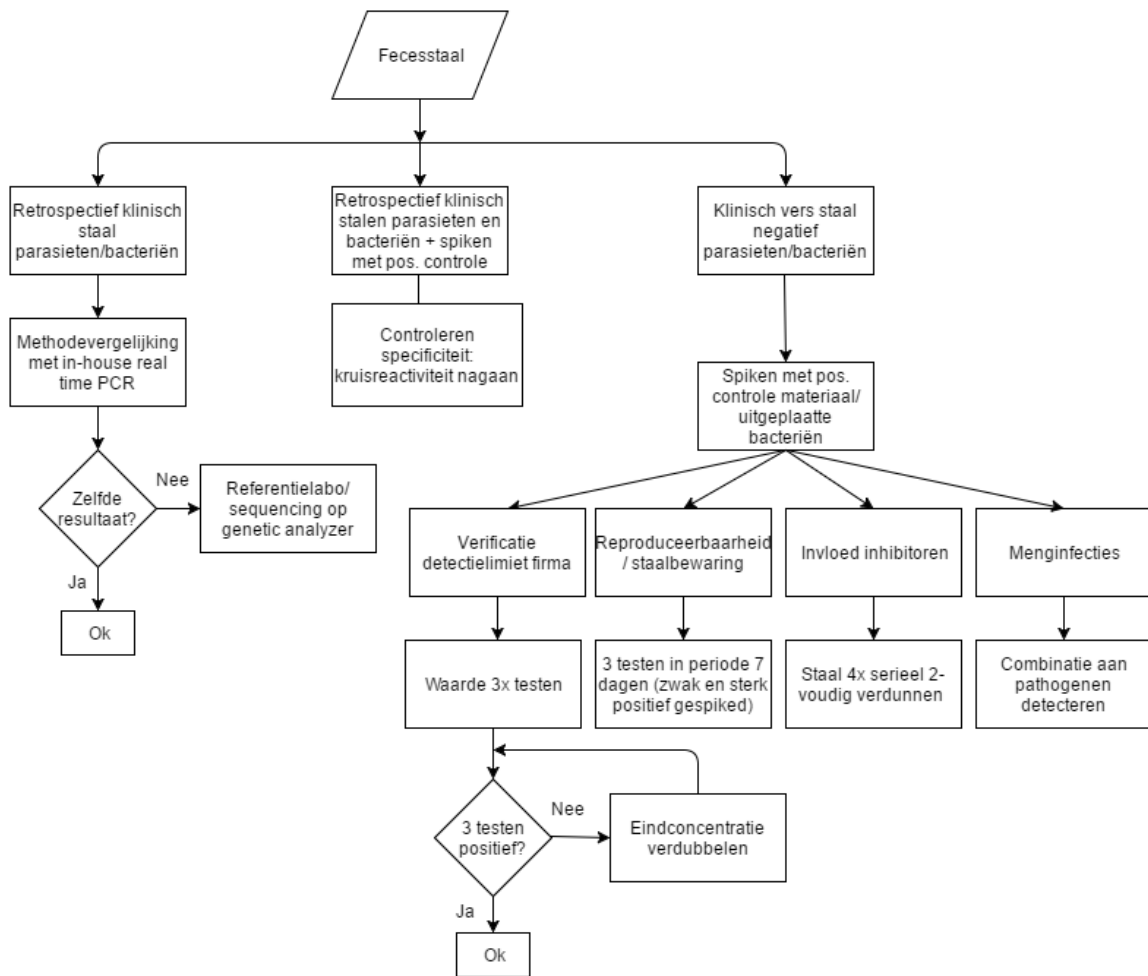 Fecesstaal
Retrospectief klinisch
staal
parasieten/bacteriën
Retrospectief klinisch
stalen parasieten en
bacteriën + spiken
met pos. controle
Klinisch vers staal
negatief
parasieten/bacteriën
Methodevergelijking
met in-house real
time PCR
Controleren
specificiteit:
kruisreactiviteit nagaan
Spiken met pos.
controle materiaal/
uitgeplaatte
bacteriën
Zelfde
resultaat?
Nee
Referentielabo/
sequencing op
genetic analyzer
Ja
Ok
Verificatie
detectielimiet firma
Reproduceerbaarheid
/ staalbewaring
Invloed inhibitoren
Menginfecties
Waarde 3x testen
3 testen in periode 7
dagen (zwak en sterk
positief gespiked)
Staal 4x serieel 2-
voudig verdunnen
Combinatie aan
pathogenen
detecteren
3 testen
positief?
Nee
Eindconcentratie
verdubbelen
Ja
Ok